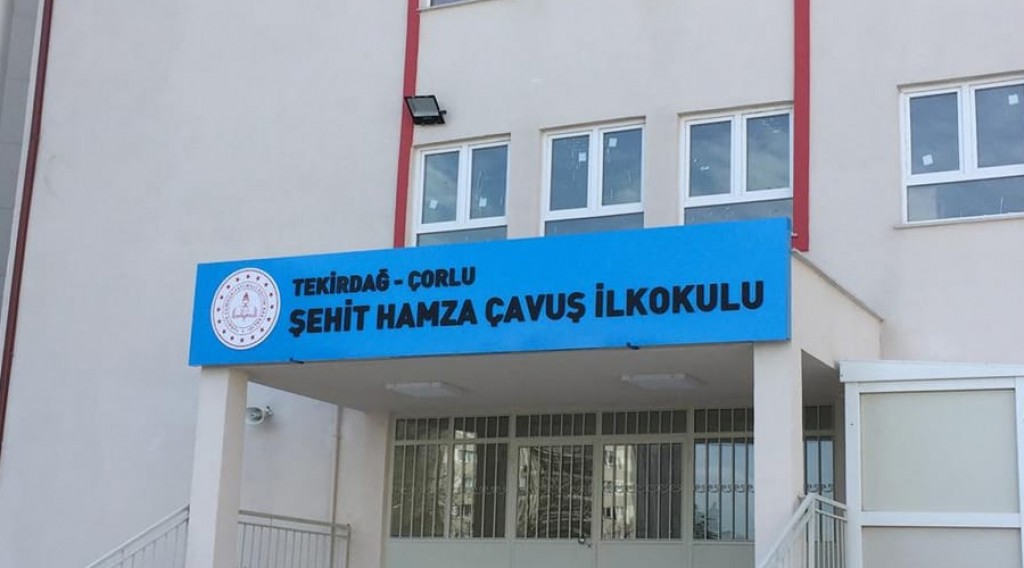 TEKİRDAĞ - ÇORLU
ŞEHİT HAMZA ÇAVUŞ İLKOKULU